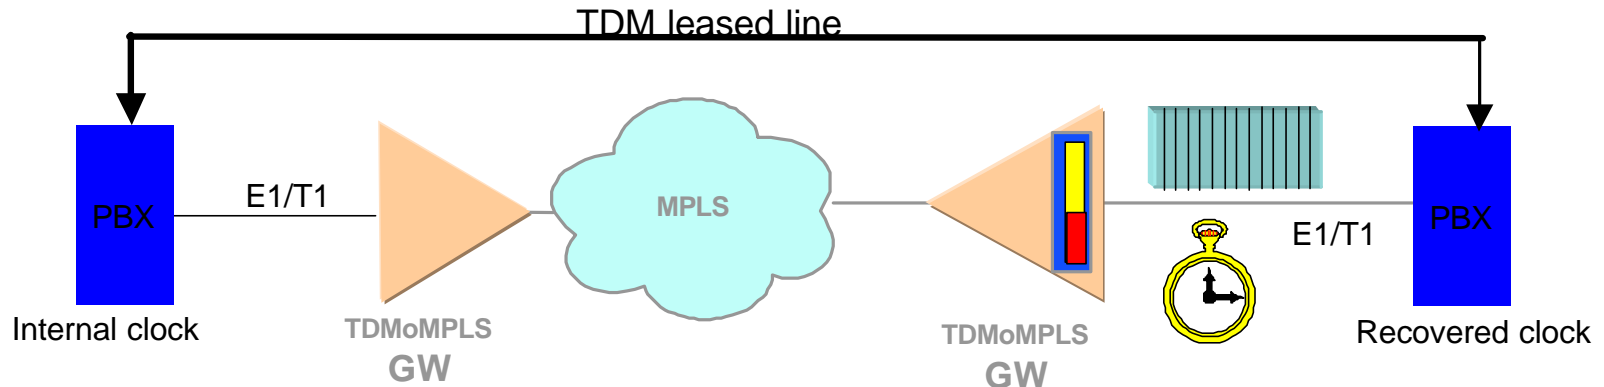 TDM leased line
PBX
E1/T1
MPLS
E1/T1
PBX
Internal clock
TDMoMPLS
GW
TDMoMPLS
GW
Recovered clock